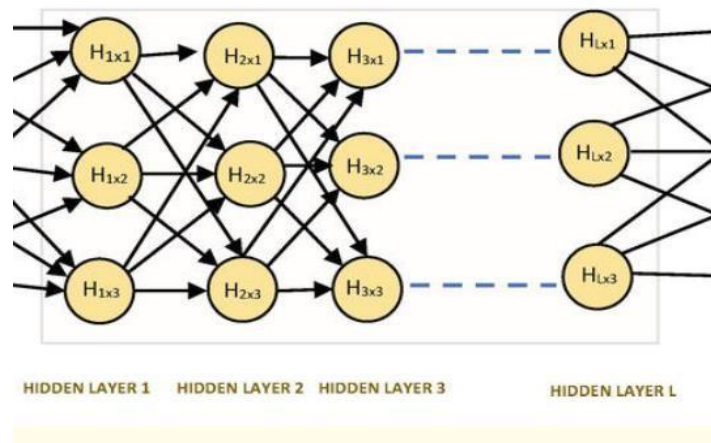 H1x1 H2x1 H3x1 HLx1
H1x2 H2x2 H3x2 HLx2
H1x3 H2x3 H3x3 HLx3
HIDDEN LAYER 1 HIDDEN LAYER 2 HIDDEN LAYER 3 HIDDEN LAYER L